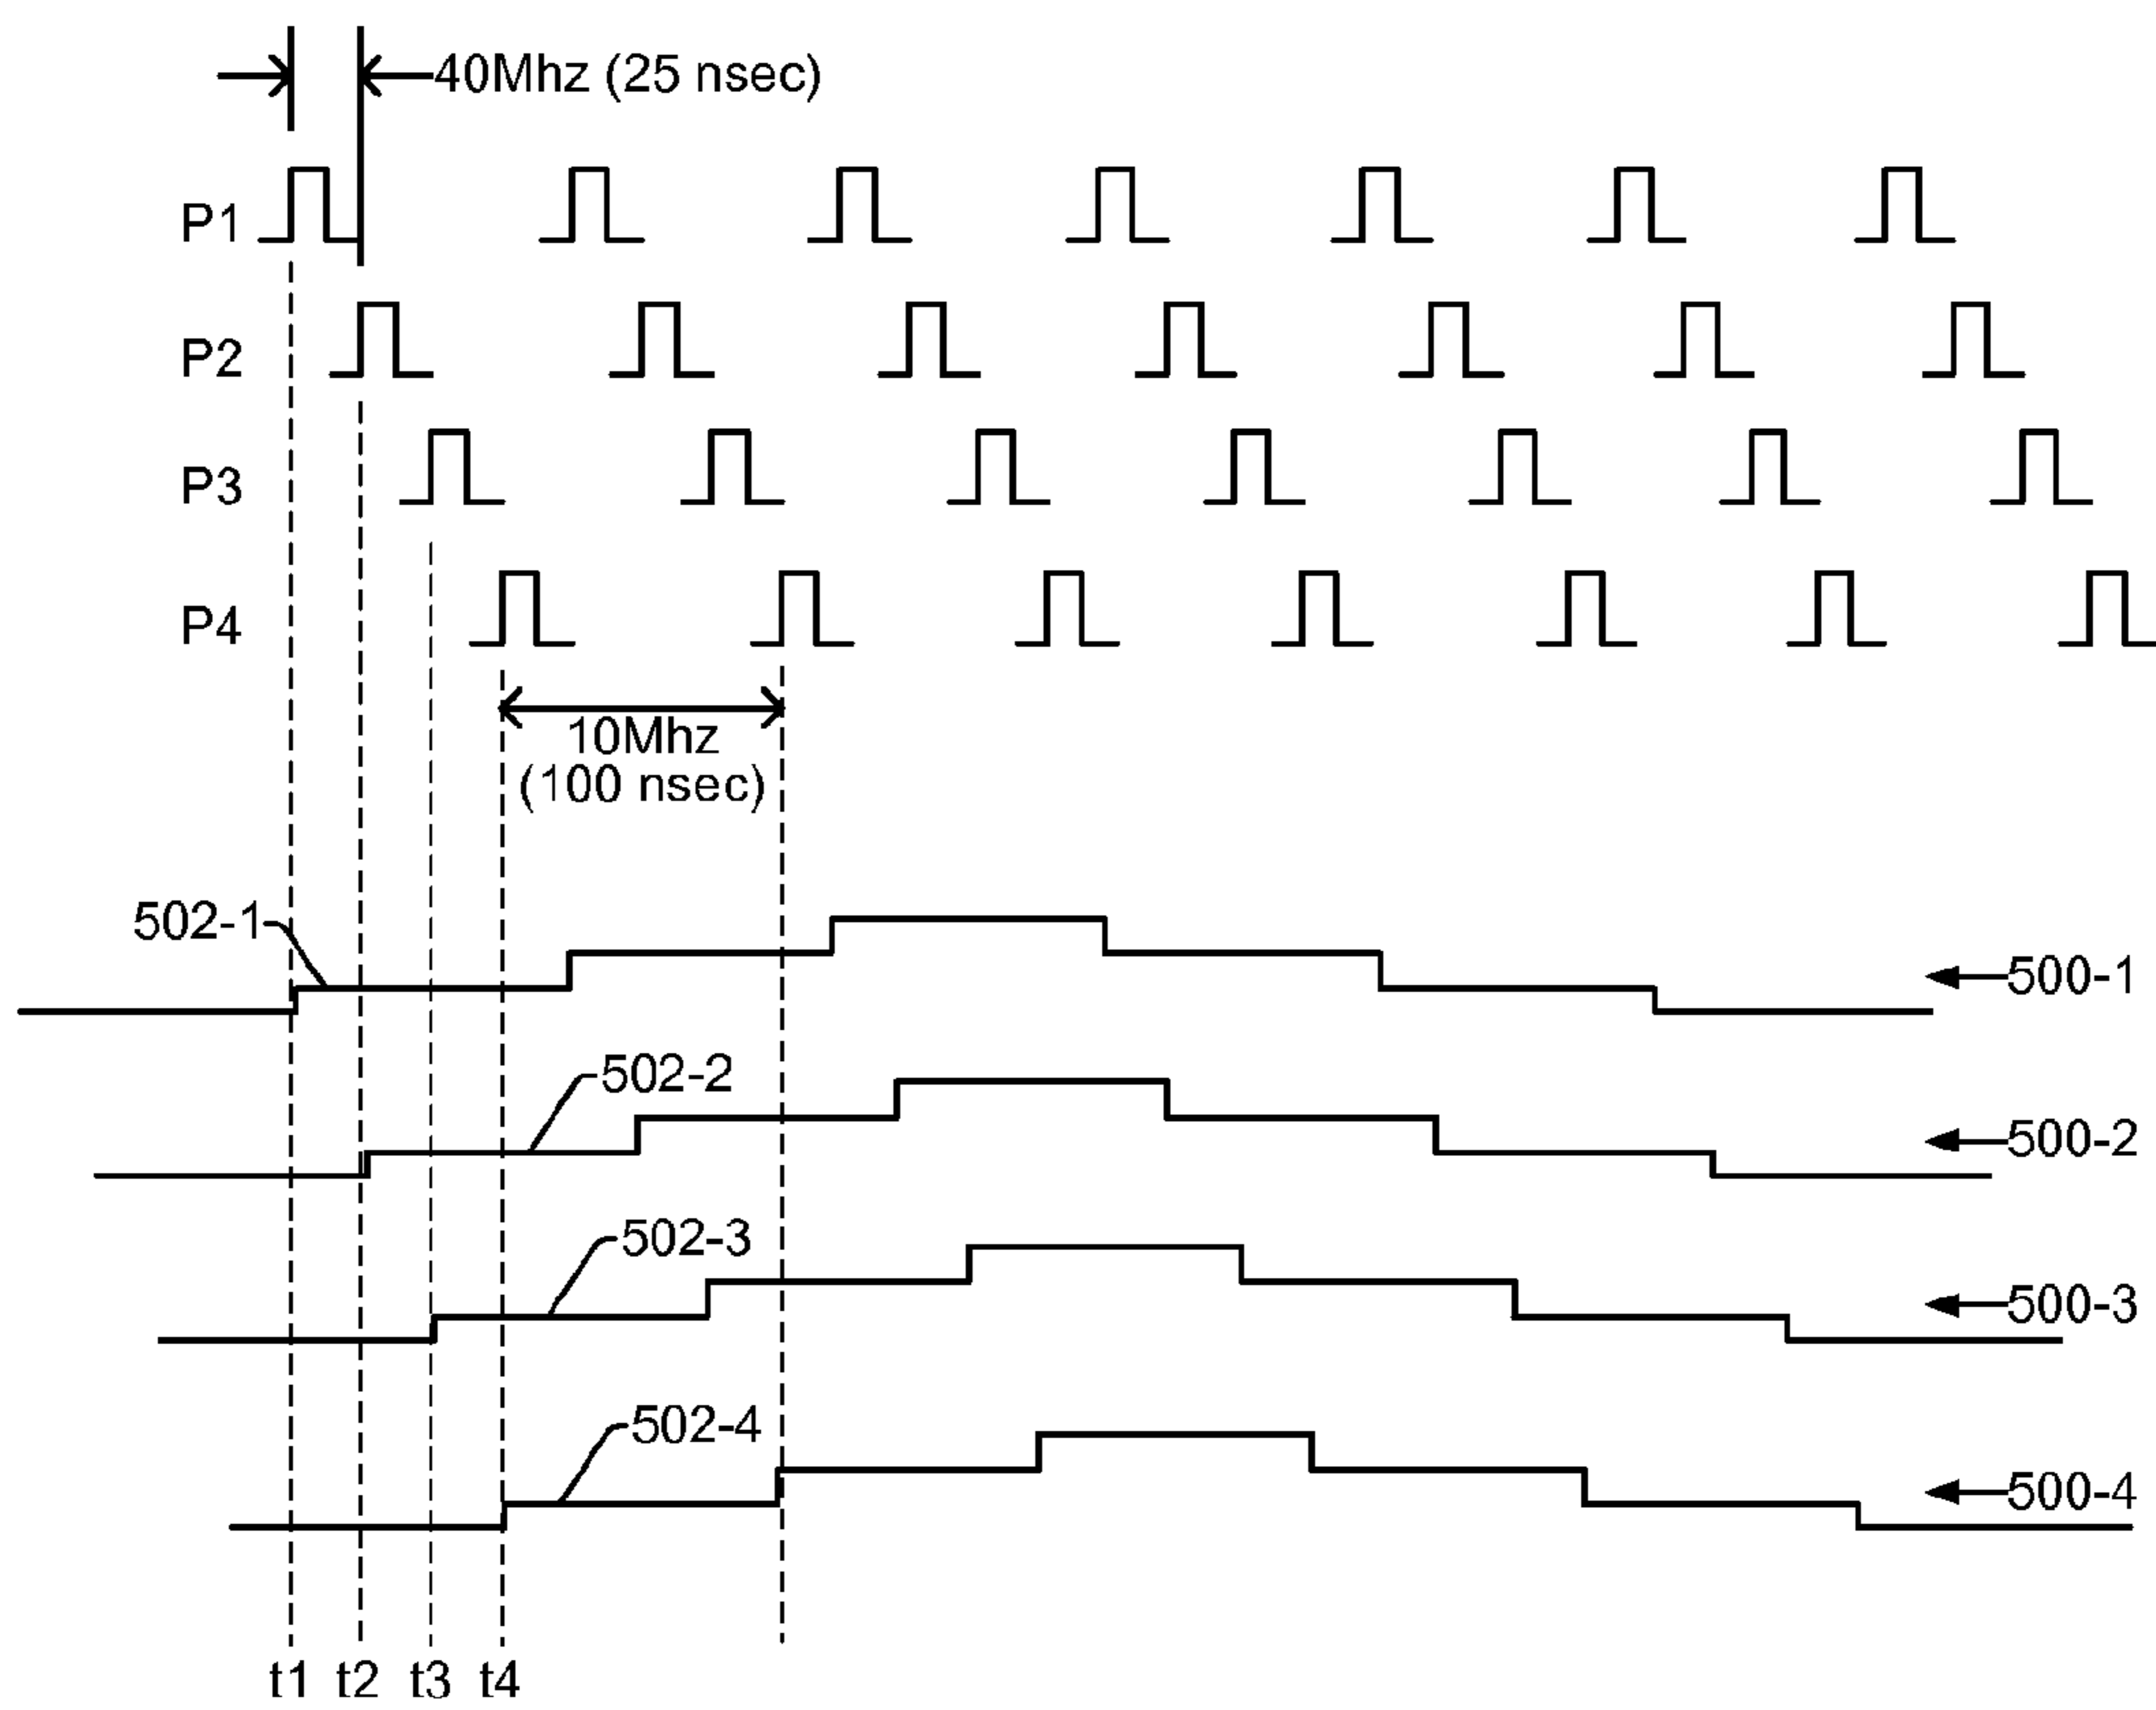 40Mhz (25 nsec)
P1
P2
P3
P4
10Mhz
(100 nsec)
502-1
500-1
502-2
500-2
502-3
500-3
502-4
500-4
t1 t2 t3 t4